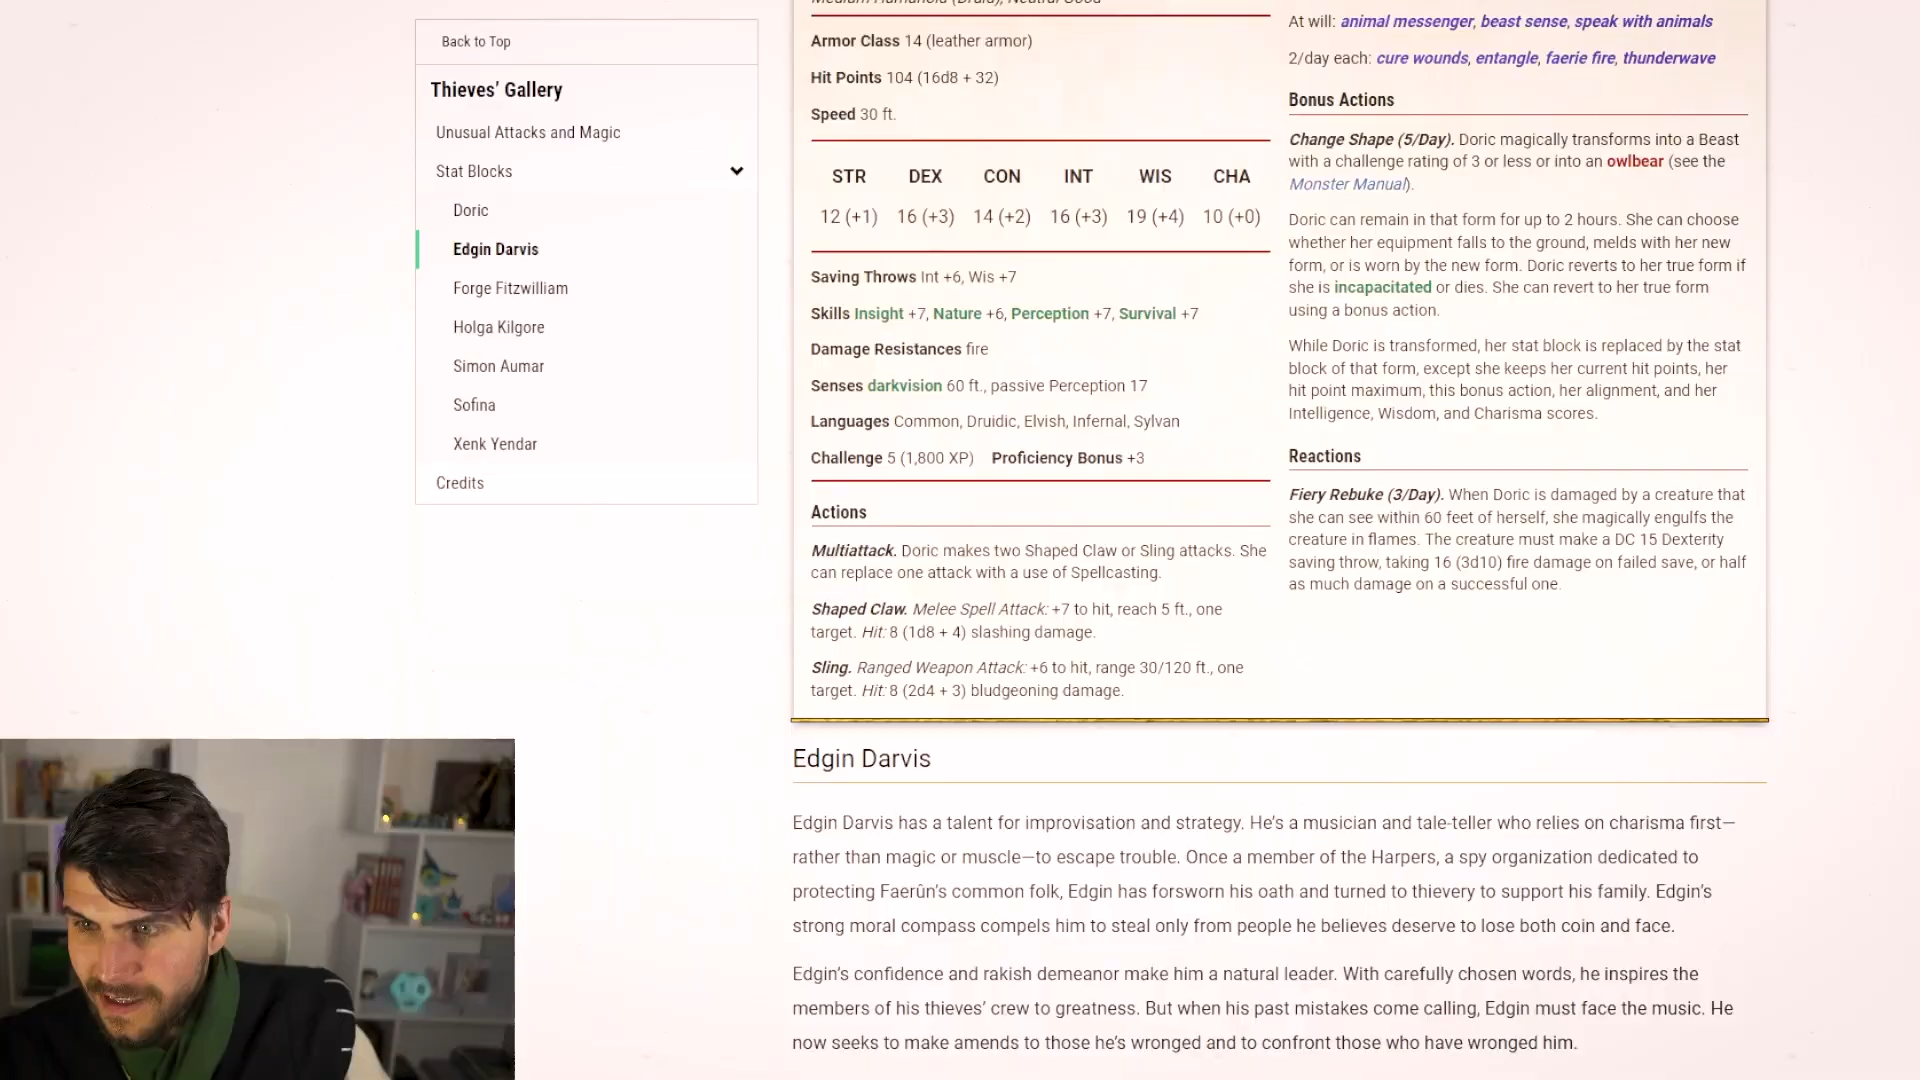 Back to Top
Thieves’ Gallery
Unusual Attacks and Magic
Stat Blocks
Doric
Edgin Darvis
Forge Fitzwilliam
Holga Kilgore
Simon Aumar
Sofina
Xenk Yendar
Credits
Medium Humanoid (Druid), Neutral Good
Armor Class 14 (leather armor)
Hit Points 104 (16d8 + 32)
Speed 30 ft.
STR DEX CON INT WIS CHA
12 (+1) 16 (+3) 14 (+2) 16 (+3) 19 (+4) 10 (+0)
Saving Throws Int +6, Wis +7
Skills Insight +7, Nature +6, Perception +7, Survival +7
Damage Resistances fire
Senses darkvision 60 ft., passive Perception 17
Languages Common, Druidic, Elvish, Infernal, Sylvan
Challenge 5 (1,800 XP) Proficiency Bonus +3
Actions
Multiattack. Doric makes two Shaped Claw or Sling attacks. She
can replace one attack with a use of Spellcasting.
Shaped Claw. Melee Spell Attack: +7 to hit, reach 5 ft., one
target. Hit: 8 (1d8 + 4) slashing damage.
Sling. Ranged Weapon Attack: +6 to hit, range 30/120 ft., one
target. Hit: 8 (2d4 + 3) bludgeoning damage.
At will: animal messenger, beast sense, speak with animals
2/day each: cure wounds, entangle, faerie fire, thunderwave
Bonus Actions
Change Shape (5/Day). Doric magically transforms into a Beast
with a challenge rating of 3 or less or into an owlbear (see the
Monster Manual).
Doric can remain in that form for up to 2 hours. She can choose
whether her equipment falls to the ground, melds with her new
form, or is worn by the new form. Doric reverts to her true form if
she is incapacitated or dies. She can revert to her true form
using a bonus action.
While Doric is transformed, her stat block is replaced by the stat
block of that form, except she keeps her current hit points, her
hit point maximum, this bonus action, her alignment, and her
Intelligence, Wisdom, and Charisma scores.
Reactions
Fiery Rebuke (3/Day). When Doric is damaged by a creature that
she can see within 60 feet of herself, she magically engulfs the
creature in flames. The creature must make a DC 15 Dexterity
saving throw, taking 16 (3d10) fire damage on failed save, or half
as much damage on a successful one.
Edgin Darvis
Edgin Darvis has a talent for improvisation and strategy. He’s a musician and tale-teller who relies on charisma first—
rather than magic or muscle—to escape trouble. Once a member of the Harpers, a spy organization dedicated to
protecting Faerûn’s common folk, Edgin has forsworn his oath and turned to thievery to support his family. Edgin’s
strong moral compass compels him to steal only from people he believes deserve to lose both coin and face.
Edgin’s confidence and rakish demeanor make him a natural leader. With carefully chosen words, he inspires the
members of his thieves’ crew to greatness. But when his past mistakes come calling, Edgin must face the music. He
now seeks to make amends to those he’s wronged and to confront those who have wronged him.